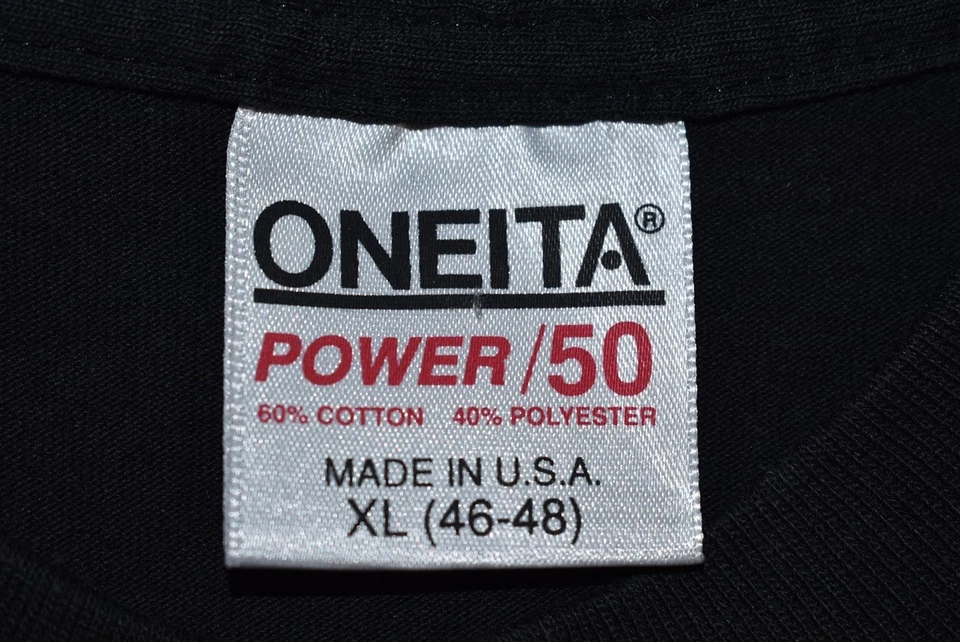 ONEITA®
POWER/50
60% COTTON 40% POLYESTER
MADE IN U.S.A.
XL (46-48)